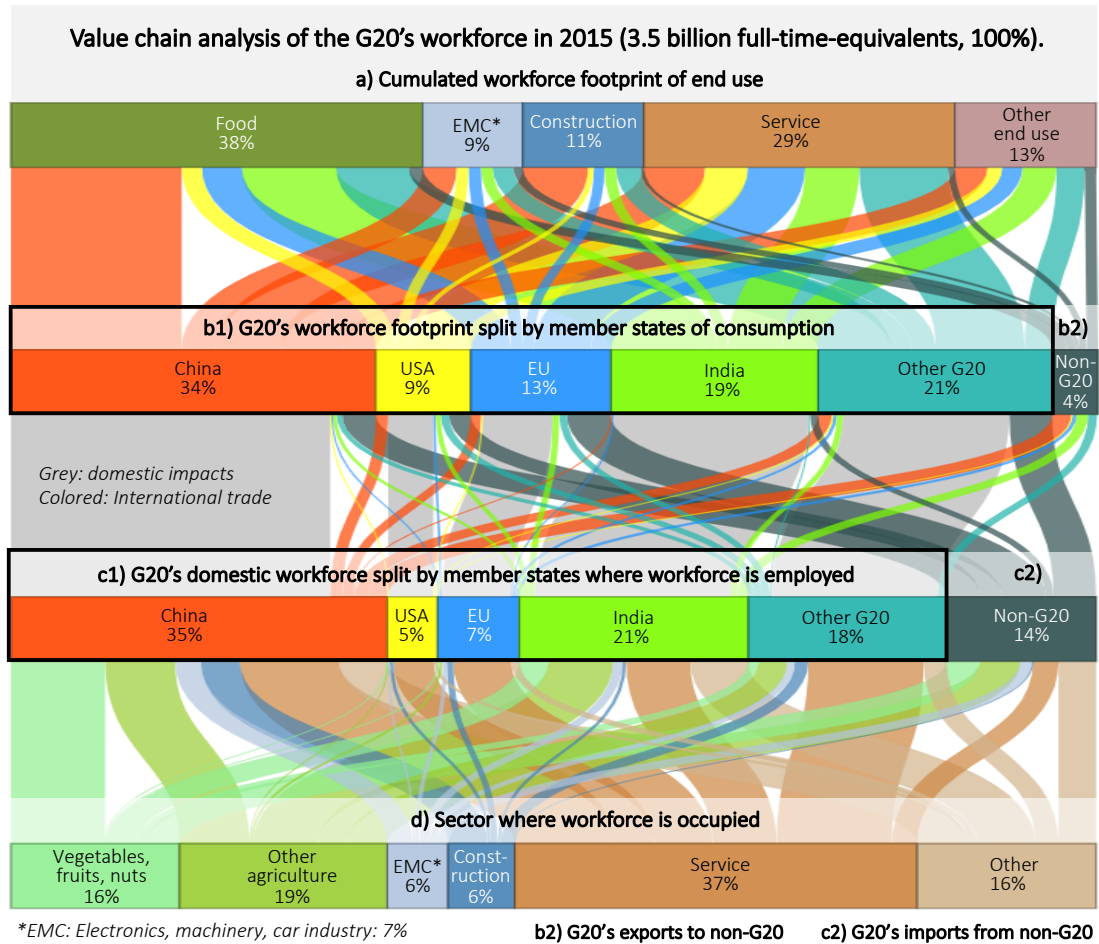 Value chain analysis of the G20's workforce in 2015 (3.5 billion full-time-equivalents, 100%).
a) Cumulated workforce footprint of end use
Food
38%
EMC*
9%
Construction
11%
Service
29%
Other
end use
13%
b1) G20's workforce footprint split by member states of consumption
b2)
China
34%
USA
9%
EU
13%
India
19%
Other G20
21%
Non-
G20
4%
Grey: domestic impacts
Colored: International trade
c1) G20's domestic workforce split by member states where workforce is employed
c2)
China
35%
USA
5%
EU
7%
India
21%
Other G20
18%
Non-G20
14%
d) Sector where workforce is occupied
Vegetables,
fruits, nuts
16%
Other
agriculture
19%
EMC*
6%
Const-
ruction
6%
Service
37%
Other
16%
*EMC: Electronics, machinery, car industry: 7%
b2) G20's exports to non-G20
c2) G20's imports from non-G20